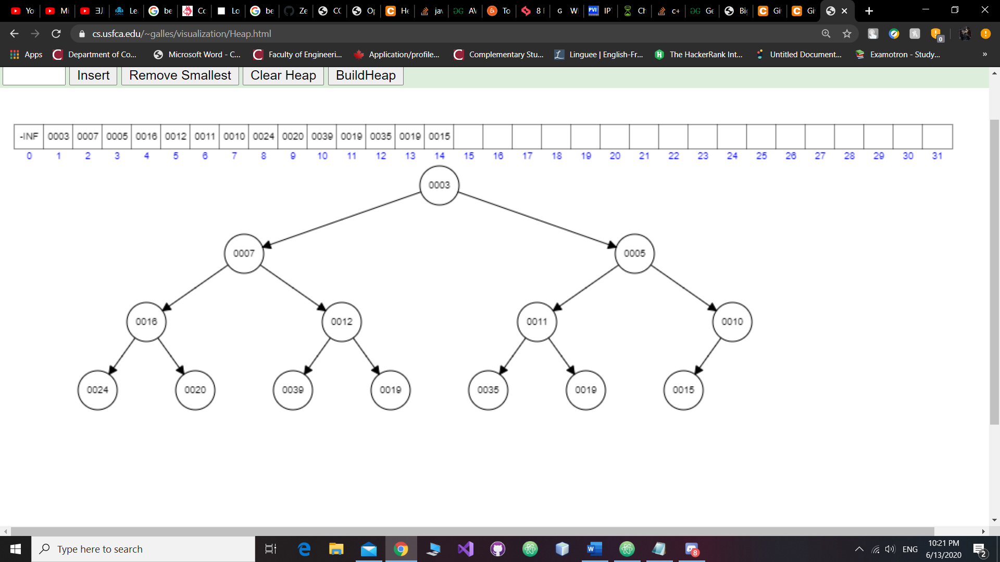 Yo Mi ヨ/ Le be Cc Lo be Ze CC Op He jav AV To 8 I W IP Ch c+ Ge Big Gi Gi
cs.usfca.edu/~galles/visualization/Heap.html
0
Apps Department of Co... Microsoft Word - C... Faculty of Engineeri... Application/profile... Complementary Stu... Linguee | English-Fr... The HackerRank Int... Untitled Document... Examotron - Study... »
Insert Remove Smallest Clear Heap BuildHeap
-INF 0003 0007 0005 0016 0012 0011 0010 0024 0020 0039 0019 0035 0019 0015
0 1 2 3 4 5 6 7 8 9 10 11 12 13 14 15 16 17 18 19 20 21 22 23 24 25 26 27 28 29 30 31
0003
0007 0005
0016 0012 0011 0010
0024 0020 0039 0019 0035 0019 0015
Type here to search
ENG
10:21 PM
6/13/2020
8
2